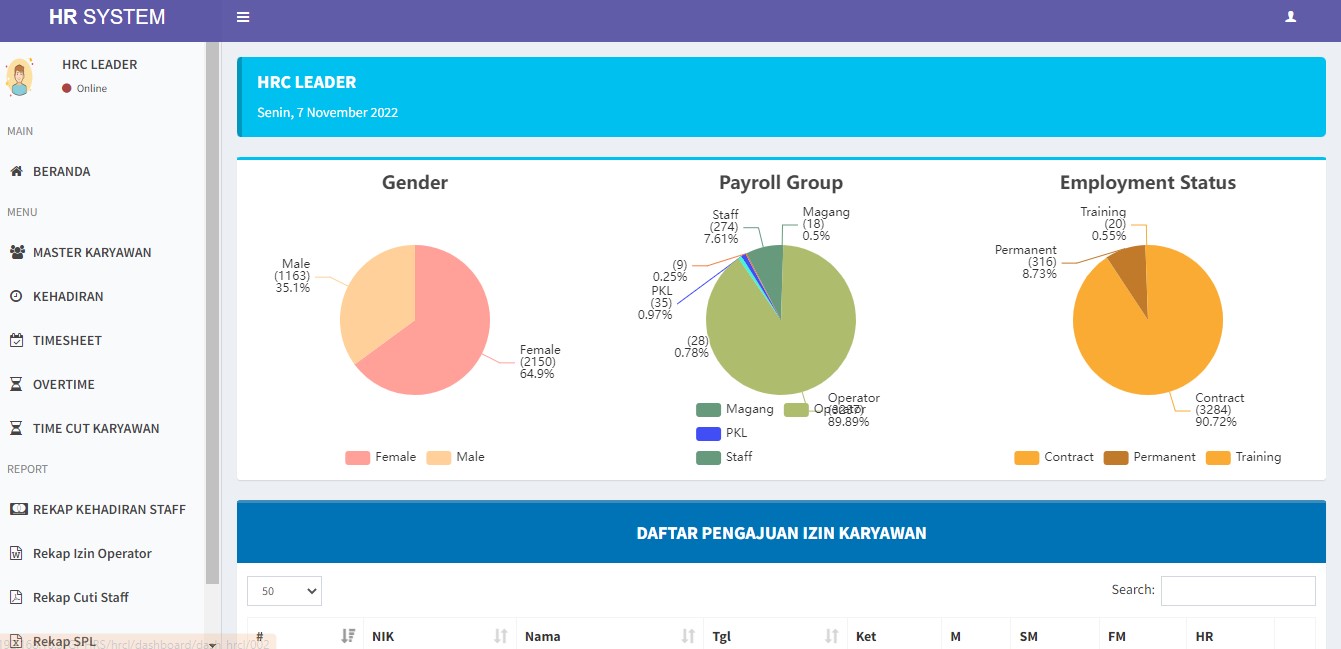 HR SYSTEM
HRC LEADER
Online
MAIN
BERANDA
MENU
MASTER KARYAWAN
KEHADIRAN
TIMESHEET
OVERTIME
TIME CUT KARYAWAN
REPORT
REKAP KEHADIRAN STAFF
Rekap Izin Operator
Rekap Cuti Staff
Rekap SPL
HRC LEADER
Senin, 7 November 2022
Gender
Male
(1163)
35.1%
Female
(2150)
64.9%
Female
Male
Payroll Group
Staff
(274)
7.61%
Magang
(18)
0.5%
(9)
0.25%
PKL
(35)
0.97%
(28)
0.78%
Operator
89.89%
Magang
Operator
PKL
Staff
Employment Status
Training
(20)
0.55%
Permanent
(316)
8.73%
Contract
(3284)
90.72%
Contract
Permanent
Training
DAFTAR PENGAJUAN IZIN KARYAWAN
50
Search:
# NIK Nama Tgl Ket M SM FM HR